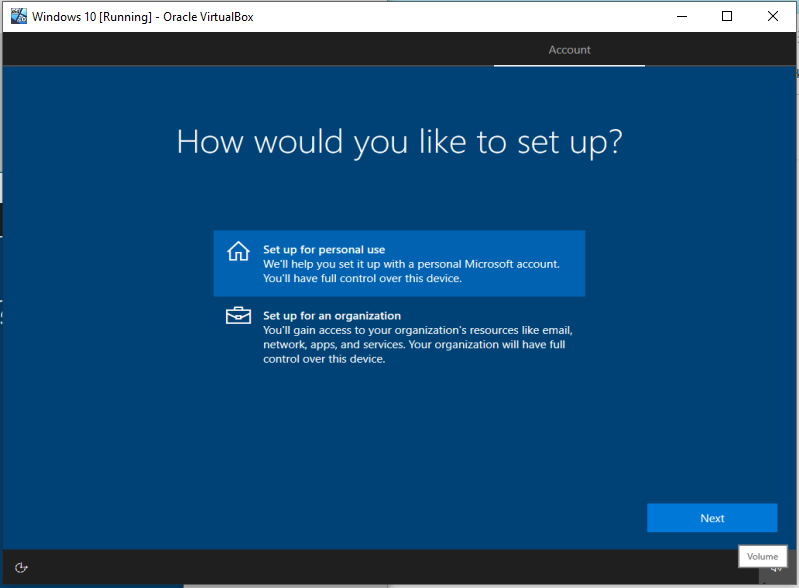 Windows 10 [Running] - Oracle VirtualBox
Account
How would you like to set up?
Set up for personal use
We'll help you set it up with a personal Microsoft account.
You'll have full control over this device.
Set up for an organization
You'll gain access to your organization's resources like email,
network, apps, and services. Your organization will have full
control over this device.
Next
Volume